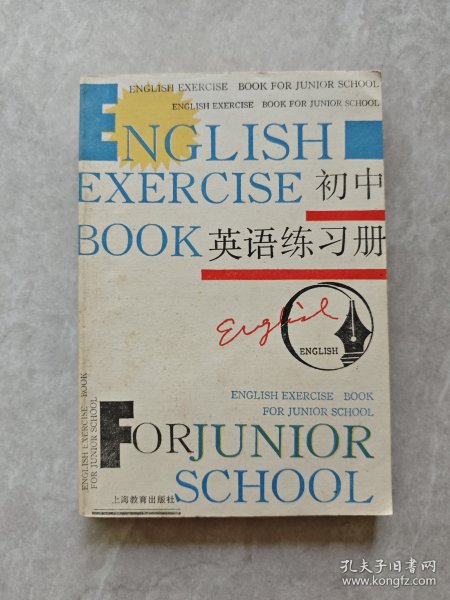 ENGLISH EXERCISE BOOK FOR JUNIOR SCHOOL
ENGLISH EXERCISE BOOK FOR JUNIOR SCHOOL
ENGLISH
EXERCISE 初中
BOOK 英语练习册
English
ENGLISH
ENGLISH EXERCISE BOOK
FOR JUNIOR SCHOOL
ENGLISH EXERCISE BOOK
FOR JUNIOR SCHOOL
FOR JUNIOR
SCHOOL
上海教育出版社
孔夫子旧书网
www.kongfz.com